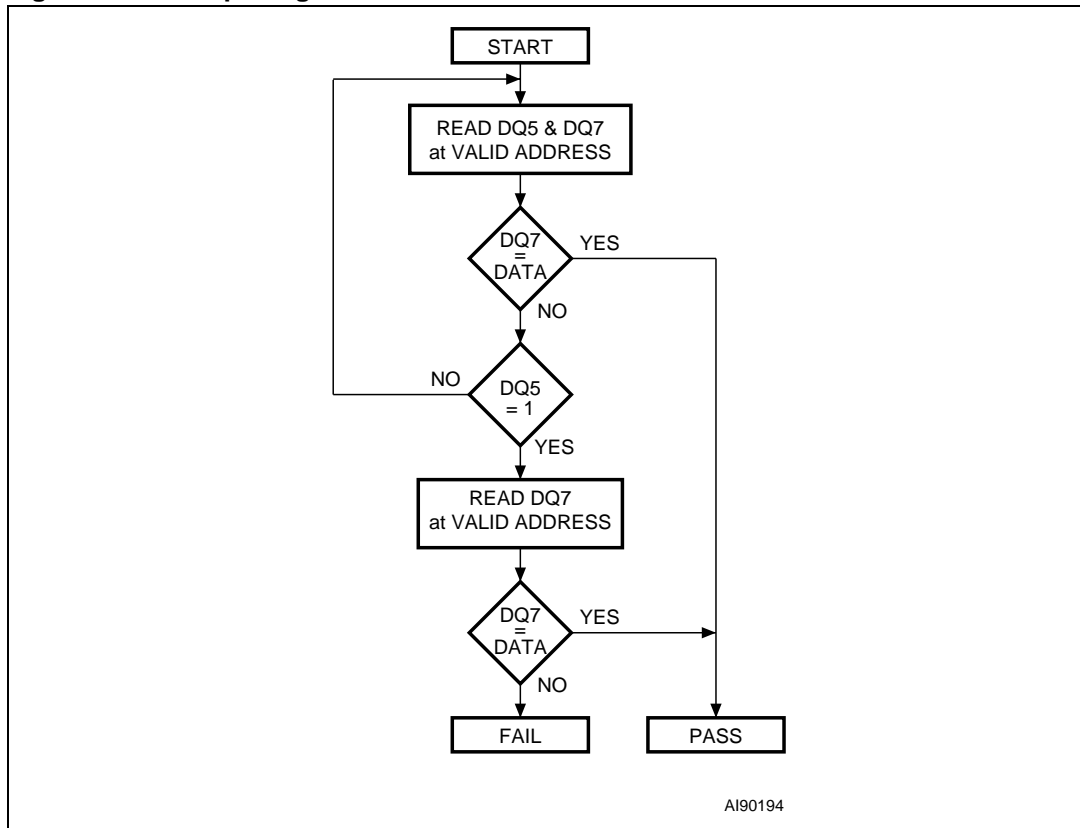 START
READ DQ5 & DQ7
at VALID ADDRESS
DQ7
=
DATA
YES
NO
NO
DQ5
= 1
YES
READ DQ7
at VALID ADDRESS
DQ7
=
DATA
YES
NO
FAIL
PASS
AI90194